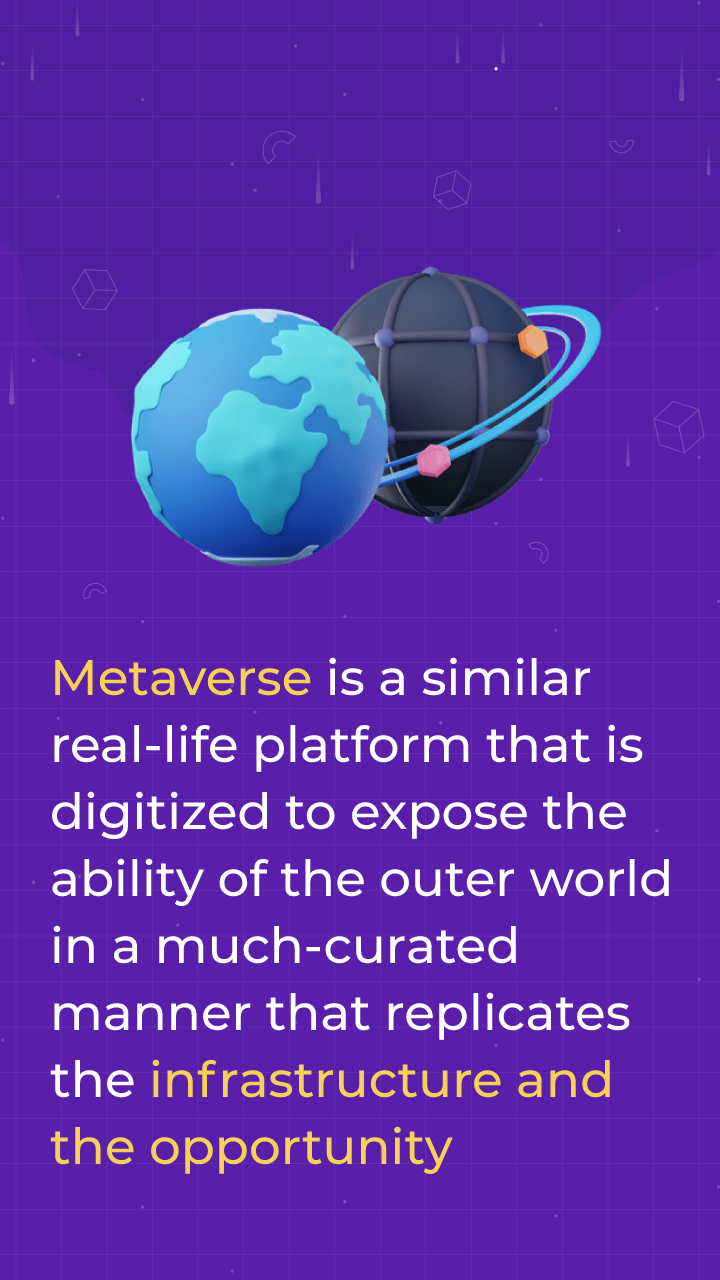 Metaverse is a similar
real-life platform that is
digitized to expose the
ability of the outer world
in a much-curated
manner that replicates
the infrastructure and
the opportunity